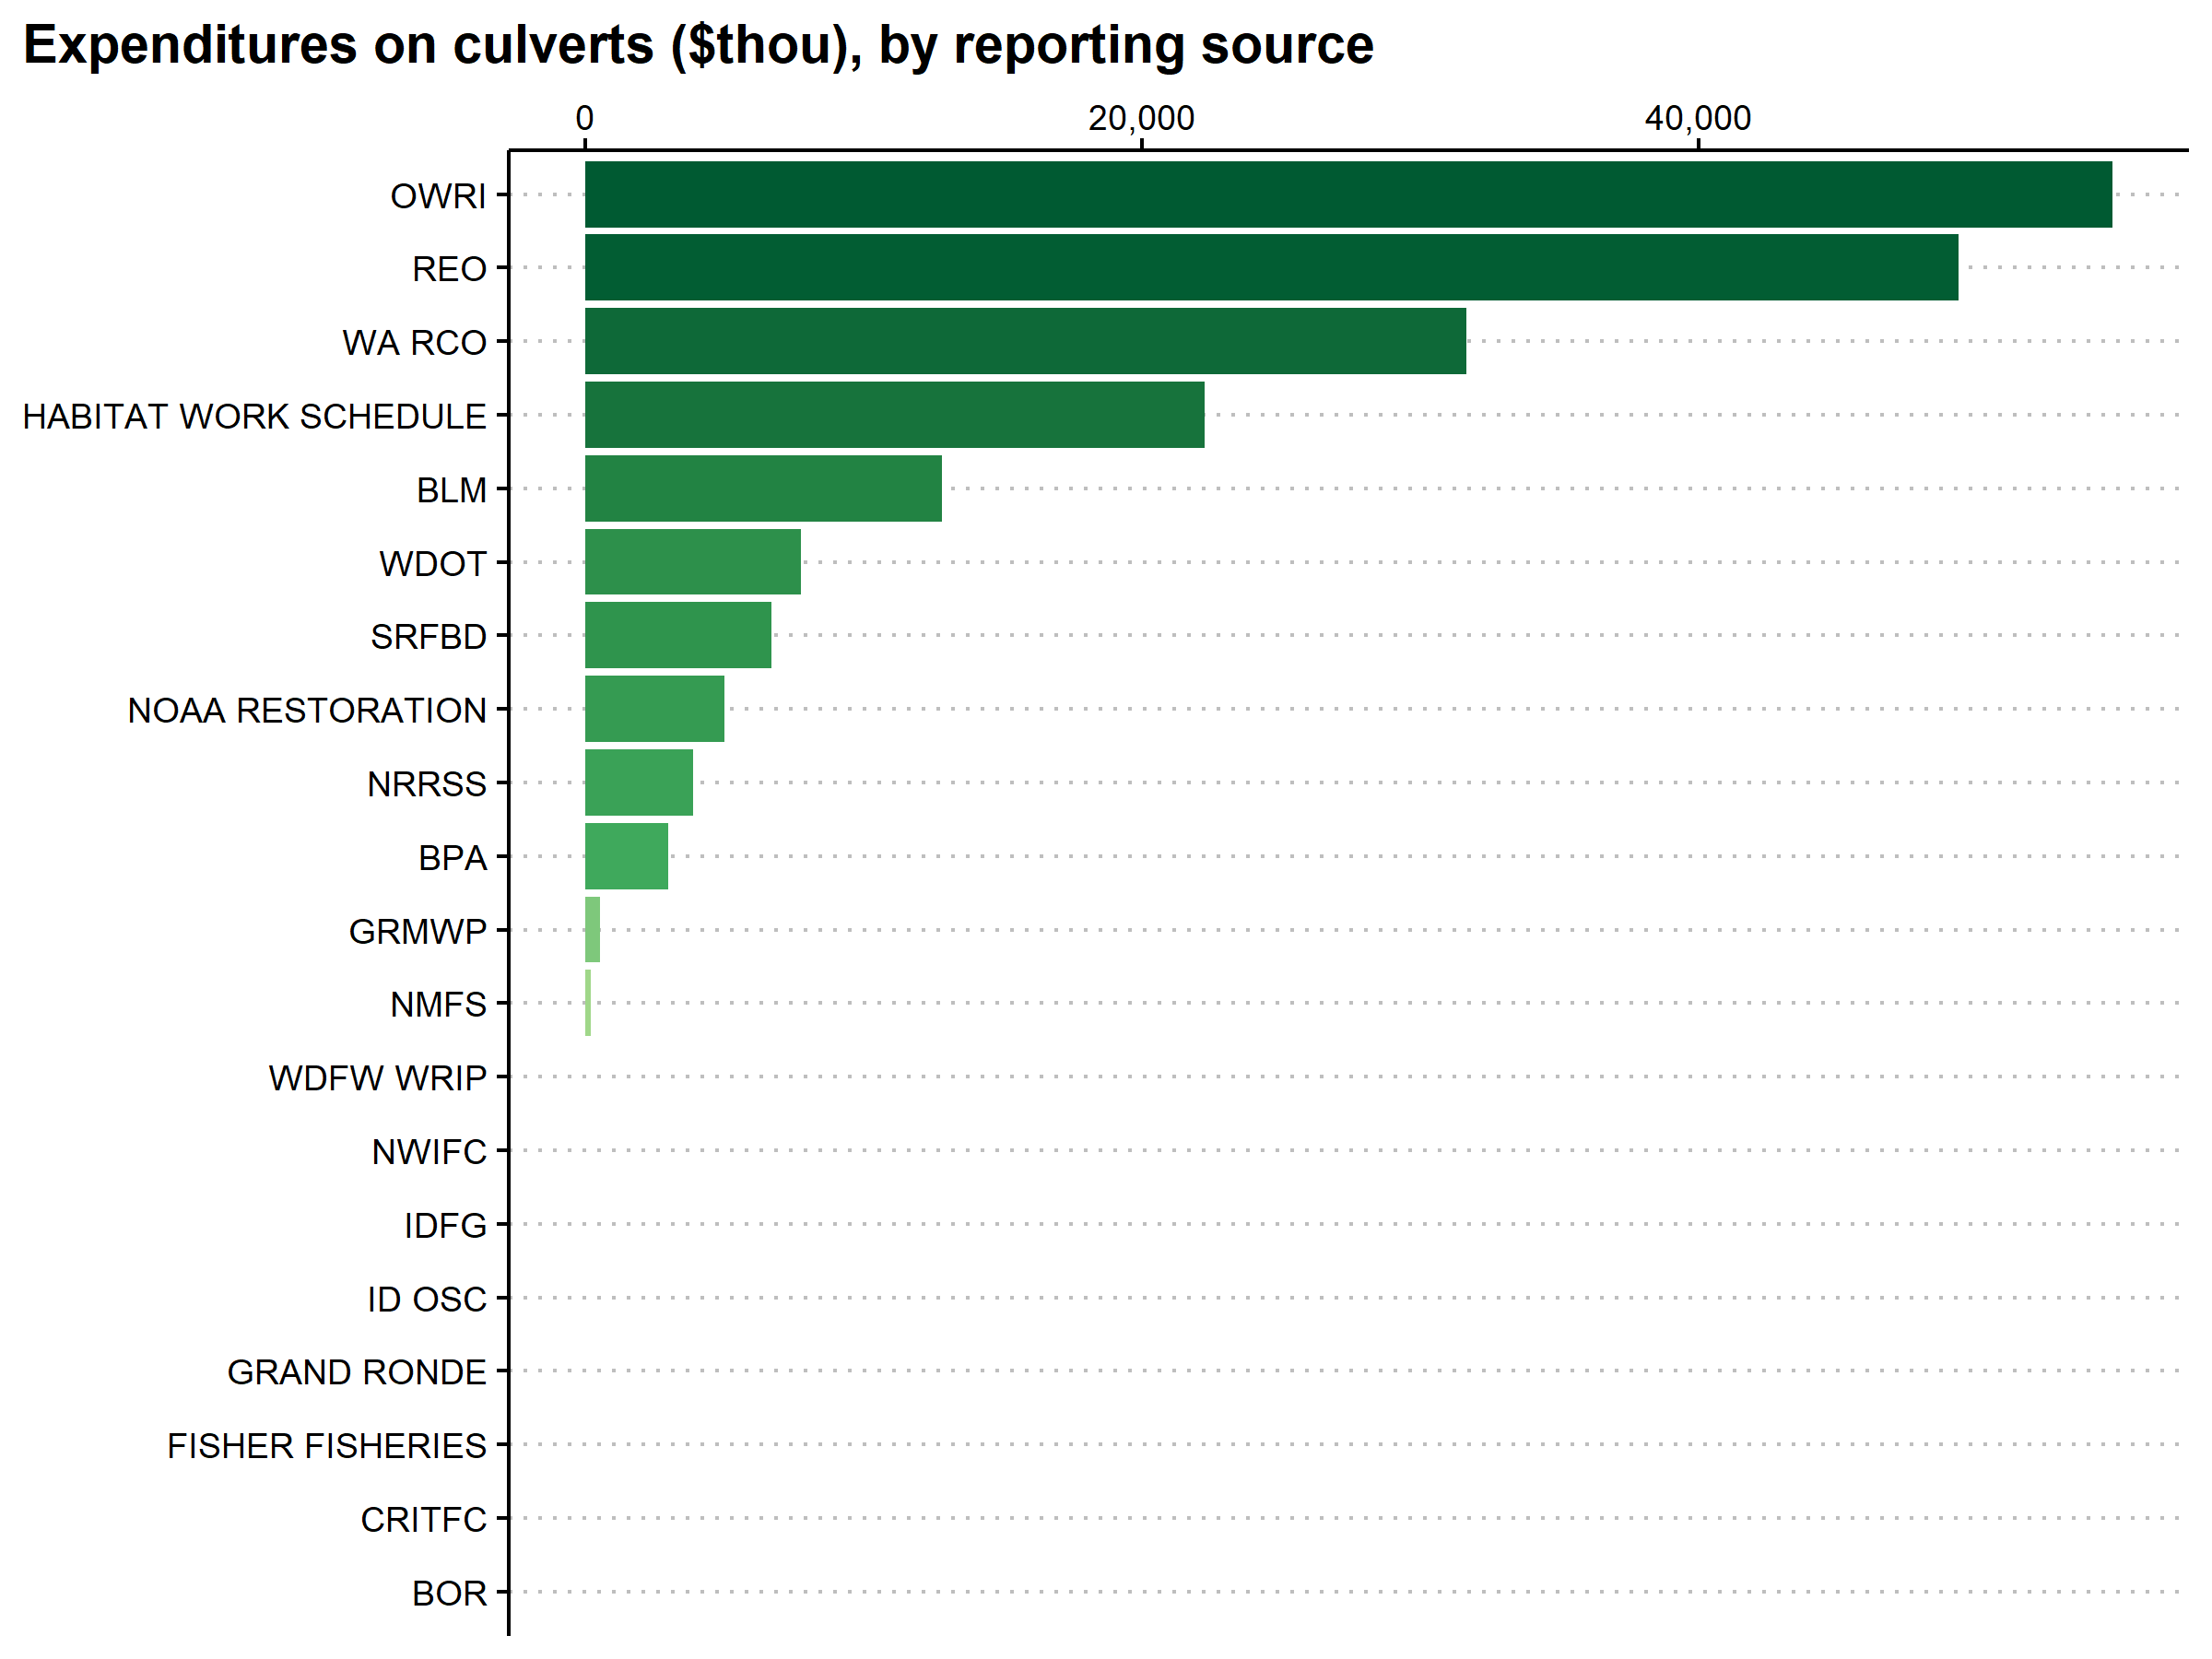 Expenditures on culverts ($thou), by reporting source
0 20,000 40,000
OWRI
REO
WA RCO
HABITAT WORK SCHEDULE
BLM
WDOT
SRFBD
NOAA RESTORATION
NRRSS
BPA
GRMWP
NMFS
WDFW WRIP
NWIFC
IDFG
ID OSC
GRAND RONDE
FISHER FISHERIES
CRITFC
BOR